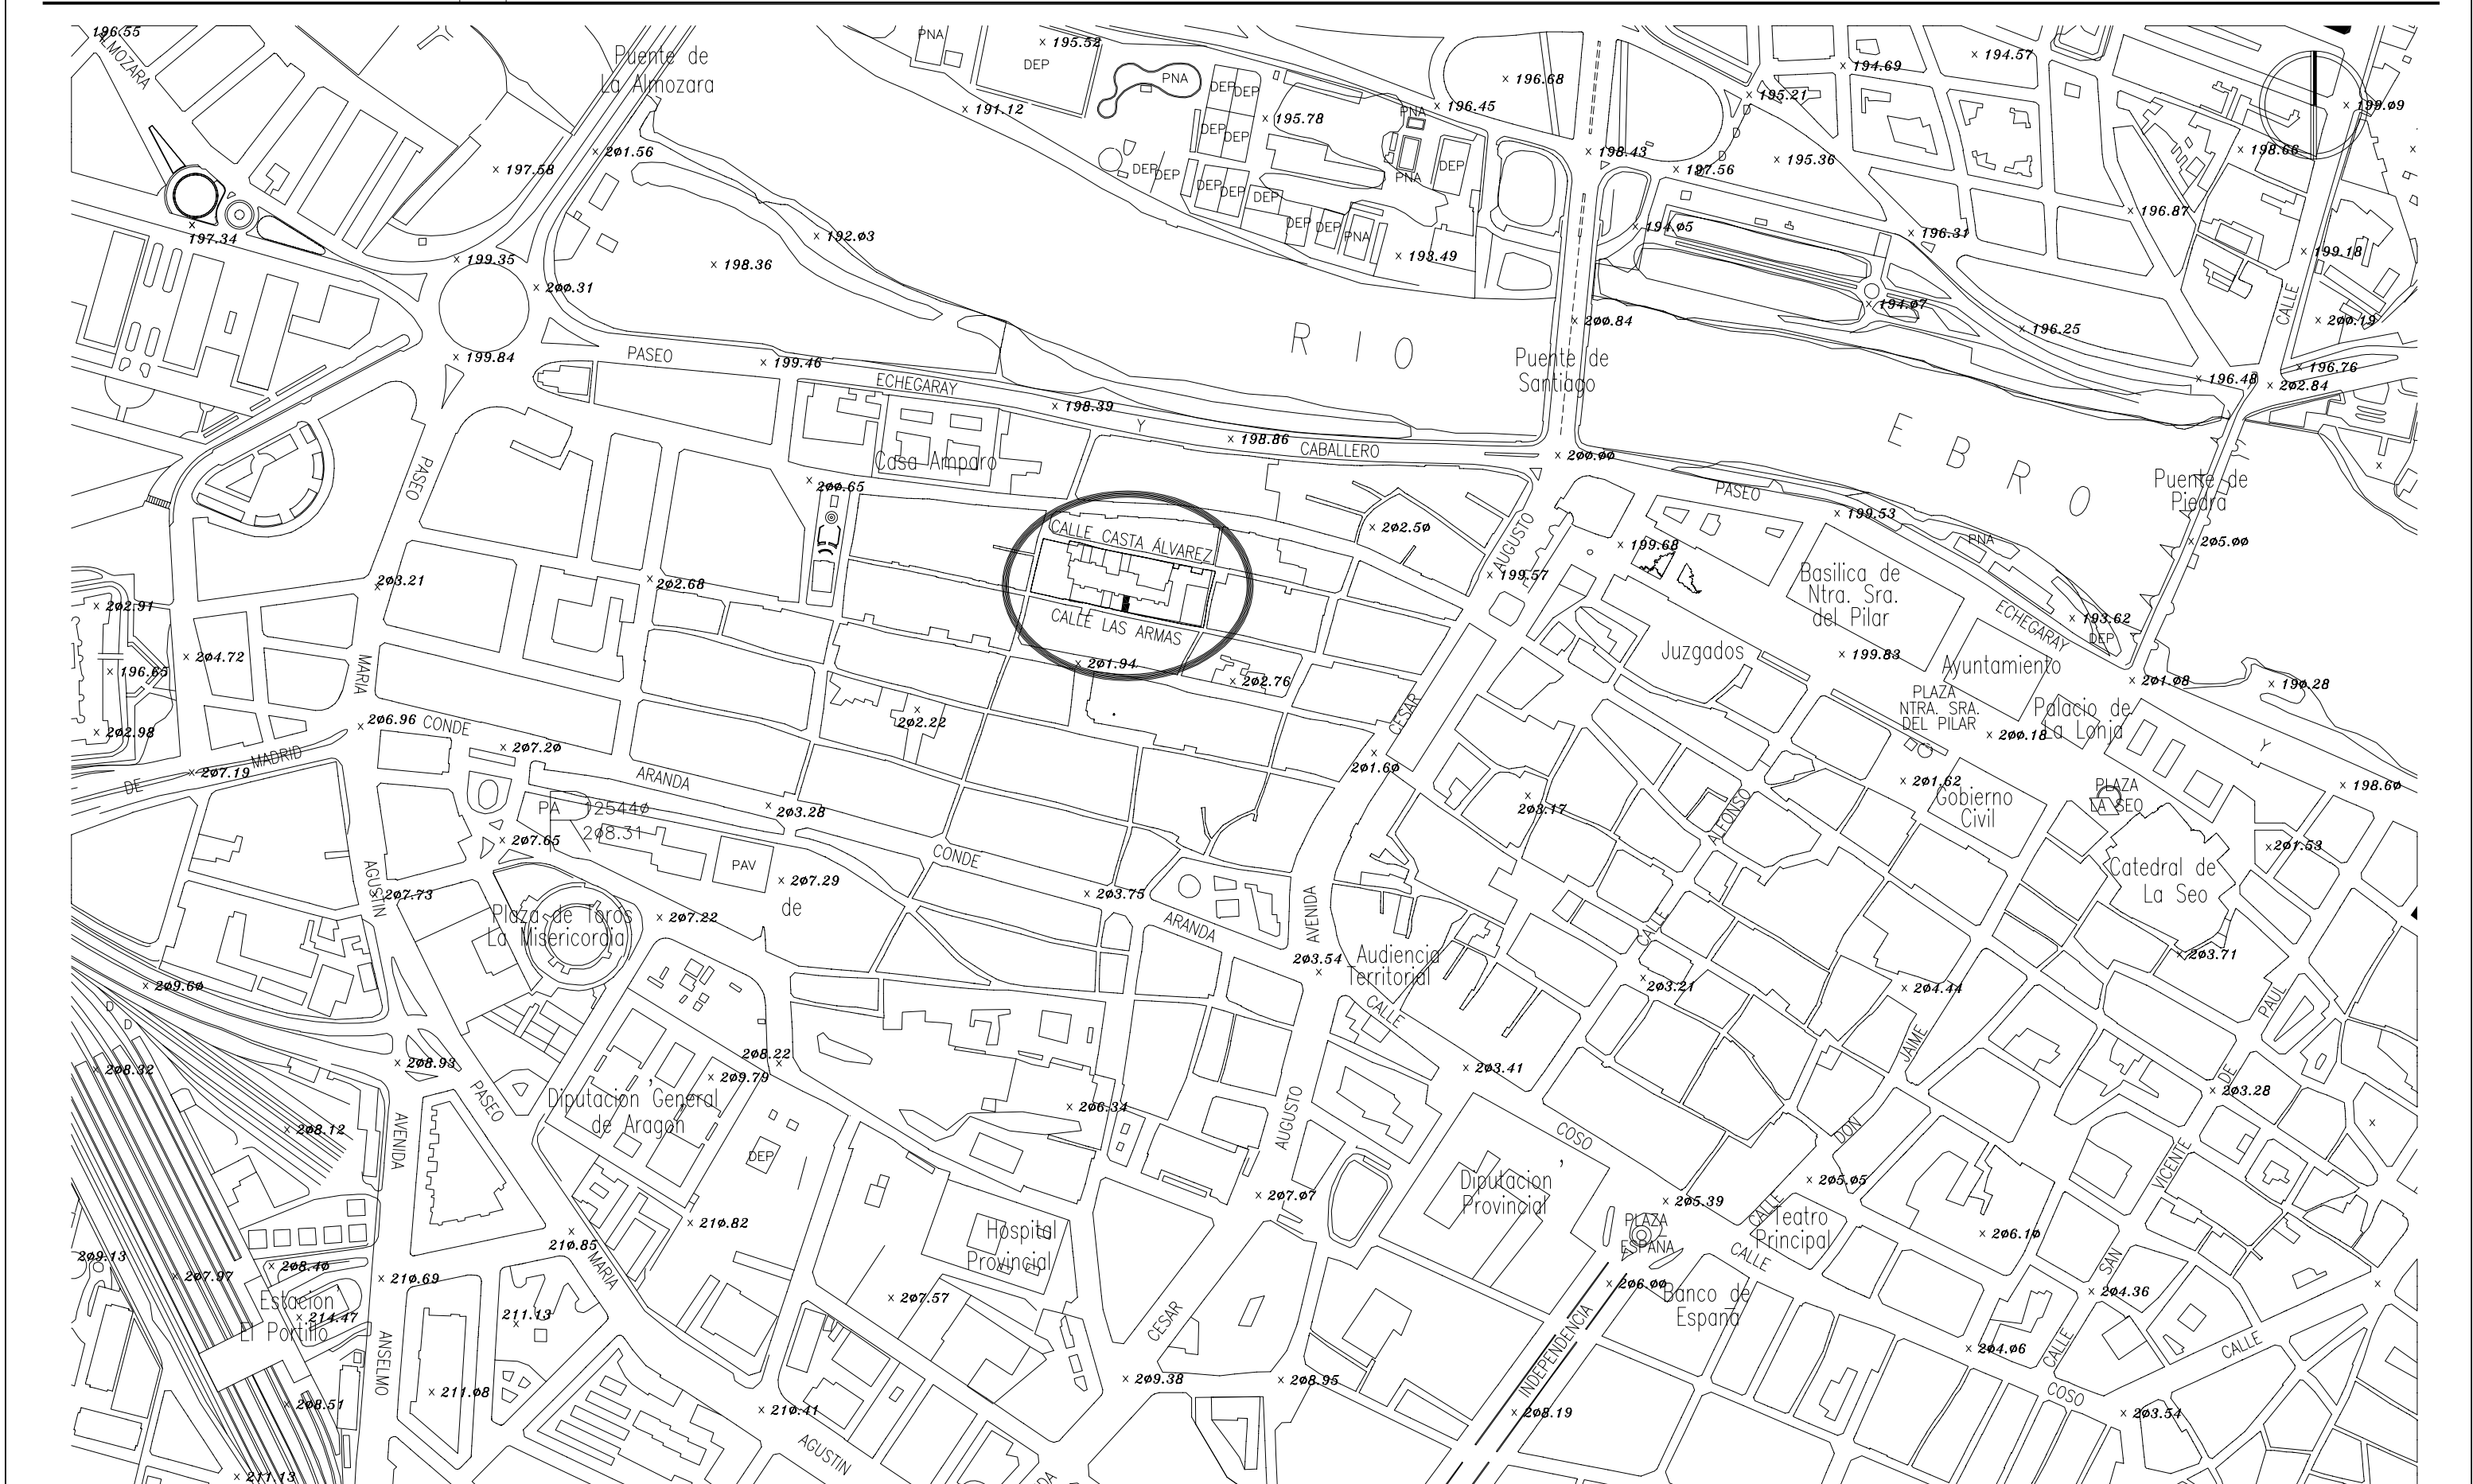 196.55
ALMOZARA
Puente de
La Almozara
PNA
195.52
DEP
PNA
191.12
DEP
DEP
195.78
DEP
DEP
DEP
DEP
DEP
DEP
DEP
DEP
DEP
PNA
PNA
PNA
DEP
193.49
196.45
196.68
198.43
197.56
D
D
D
195.21
195.36
194.69
194.57
199.09
198.66
196.87
199.18
196.31
194.05
194.07
196.25
200.19
CALLE
196.76
196.48
202.84
197.58
201.56
197.34
199.35
200.31
192.03
198.36
199.84
PASEO
199.46
ECHEGARAY
198.39
Y
198.86
CABALLERO
RIO
200.84
Puente de
Santiago
200.00
EBRO
Puente de
Piedra
205.00
Casa Amparo
200.65
PASEO
CALLE CASTA ÁLVAREZ
CALLE LAS ARMAS
201.94
202.50
AUGUSTO
199.57
199.68
PASEO
199.53
PNA
Basilica de
Ntra. Sra.
del Pilar
199.83
ECHEGARAY
193.62
DEP
201.08
190.28
203.21
202.68
202.91
204.72
196.65
202.98
MARIA
206.96
CONDE
207.20
207.19
DE
MADRID
ARANDA
202.22
202.76
CESAR
201.60
Juzgados
Ayuntamiento
PLAZA
NTRA. SRA.
DEL PILAR
200.18
Palacio de
La Lonja
Y
198.60
201.62
Gobierno
Civil
PLAZA
LA SEO
201.53
Catedral de
La Seo
203.71
203.17
ALFONSO
CALLE
PA 125440
208.31
203.28
207.65
PAV
207.29
de
CONDE
203.75
ARANDA
AVENIDA
203.54
Audiencia
Territorial
CALLE
203.21
204.44
JAIME
DON
PAUL
DE
203.28
AGUSTIN
207.73
Plaza de Toros
La Misericordia
207.22
209.60
D
D
208.32
208.93
PASEO
208.22
209.79
Diputación General
de Aragon
206.34
AUGUSTO
203.41
COSO
208.12
AVENIDA
DEP
210.82
210.85
MARIA
207.07
Diputacion
Provincial
205.39
205.05
CALLE
Teatro
Principal
PLAZA
ESPAÑA
CALLE
206.10
VICENTE
SAN
204.36
209.13
207.97
208.40
210.69
Estacion
El Portillo
214.47
211.13
Hospital
Provincial
207.57
CESAR
206.00
Banco de
España
INDEPENDENCIA
204.06
CALLE
CALLE
COSO
203.54
ANSELMO
211.08
208.51
211.13
210.41
AGUSTIN
209.38
208.95
208.19